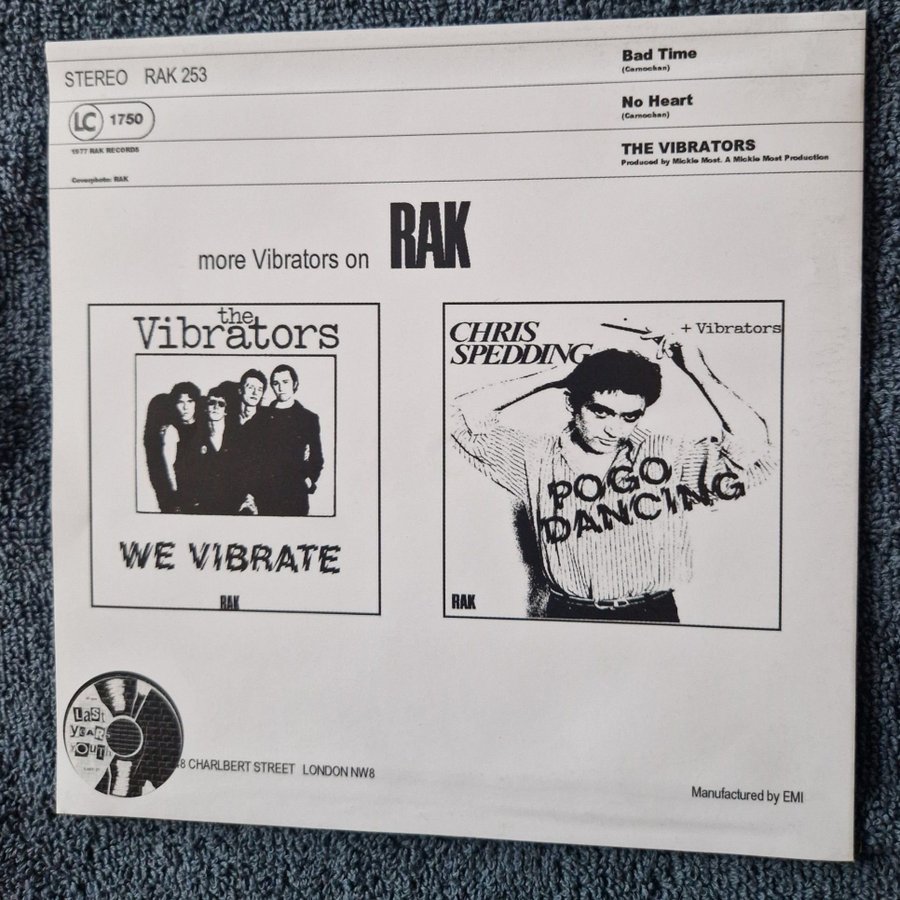 STEREO RAK 253
LC 1750
1977 RAK RECORDS
Coverphoto: RAK
Bad Time
(Carnochan)
No Heart
(Carnochan)
THE VIBRATORS
Produced by Mickie Most. A Mickie Most Production
more Vibrators on RAK
the
Vibrators
WE VIBRATE
RAK
CHRIS
SPEDDING
+ Vibrators
POGO
DANCING
RAK
Last
YEAR
YOUTH
48 CHARLBERT STREET LONDON NW8
Manufactured by EMI